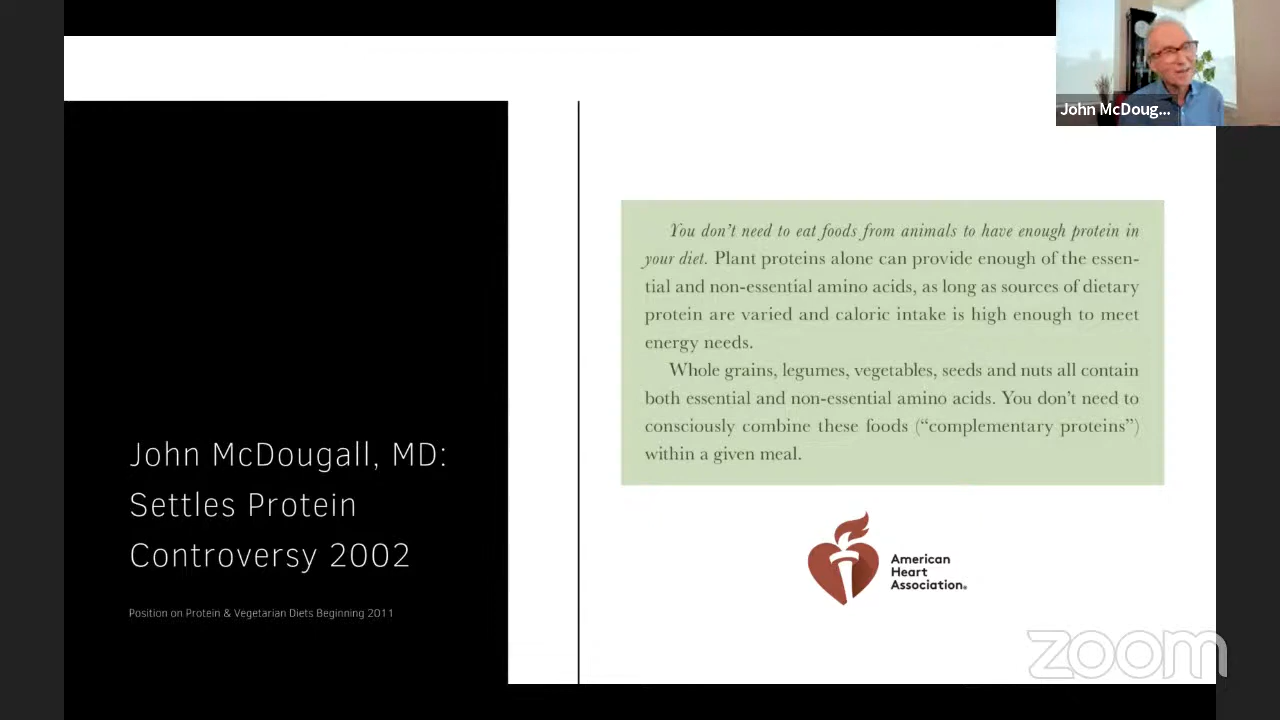 John McDoug...
You don't need to eat foods from animals to have enough protein in
your diet. Plant proteins alone can provide enough of the essen-
tial and non-essential amino acids, as long as sources of dietary
protein are varied and caloric intake is high enough to meet
energy needs.
Whole grains, legumes, vegetables, seeds and nuts all contain
both essential and non-essential amino acids. You don't need to
consciously combine these foods (“complementary proteins”)
within a given meal.
John McDougall, MD:
Settles Protein
Controversy 2002
Position on Protein & Vegetarian Diets Beginning 2011
American
Heart
Association®
zoom